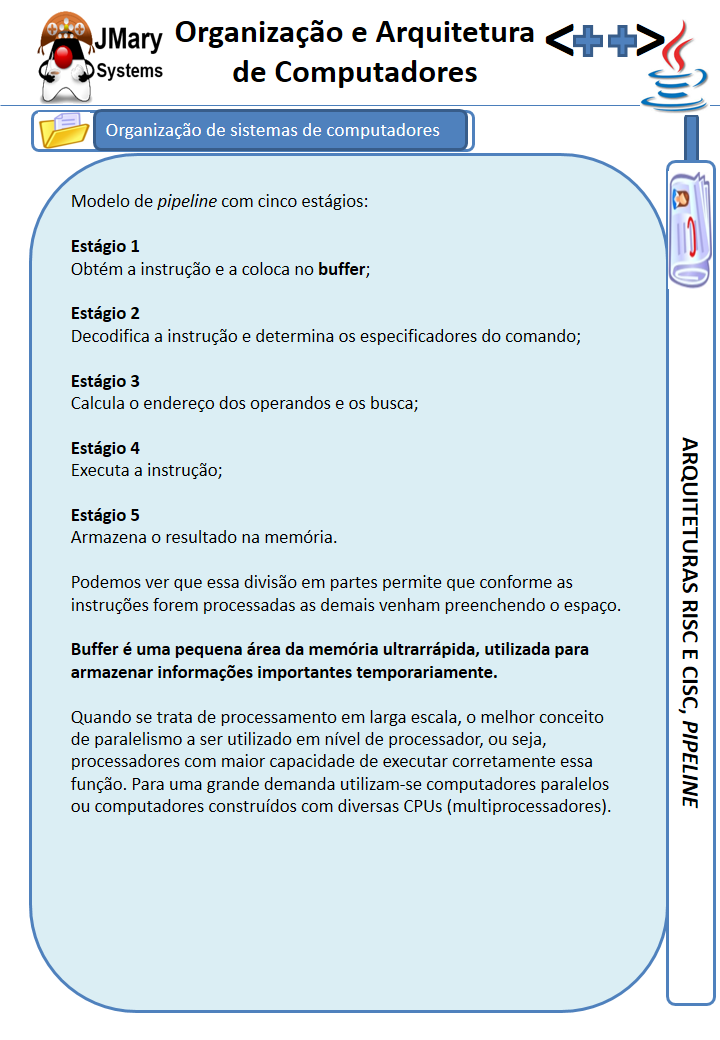 JMary
Systems
Organização e Arquitetura
de Computadores
<++>
Organização de sistemas de computadores
Modelo de pipeline com cinco estágios:
Estágio 1
Obtém a instrução e a coloca no buffer;
Estágio 2
Decodifica a instrução e determina os especificadores do comando;
Estágio 3
Calcula o endereço dos operandos e os busca;
Estágio 4
Executa a instrução;
Estágio 5
Armazena o resultado na memória.
Podemos ver que essa divisão em partes permite que conforme as
instruções forem processadas as demais venham preenchendo o espaço.
Buffer é uma pequena área da memória ultrarrápida, utilizada para
armazenar informações importantes temporariamente.
Quando se trata de processamento em larga escala, o melhor conceito
de paralelismo a ser utilizado em nível de processador, ou seja,
processadores com maior capacidade de executar corretamente essa
função. Para uma grande demanda utilizam-se computadores paralelos
ou computadores construídos com diversas CPUs (multiprocessadores).
ARQUITETURAS RISC E CISC, PIPELINE